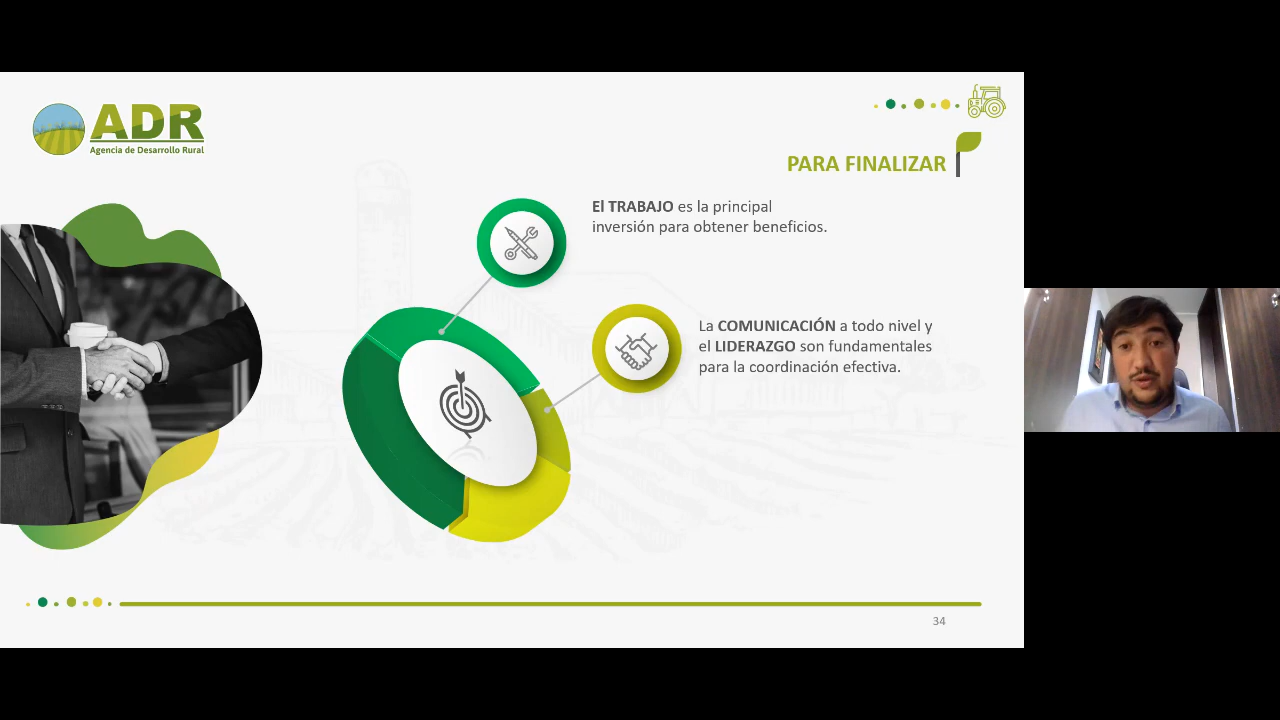 ADR
Agencia de Desarrollo Rural
PARA FINALIZAR
El TRABAJO es la principal
inversión para obtener beneficios.
La COMUNICACIÓN a todo nivel y
el LIDERAZGO son fundamentales
para la coordinación efectiva.
34